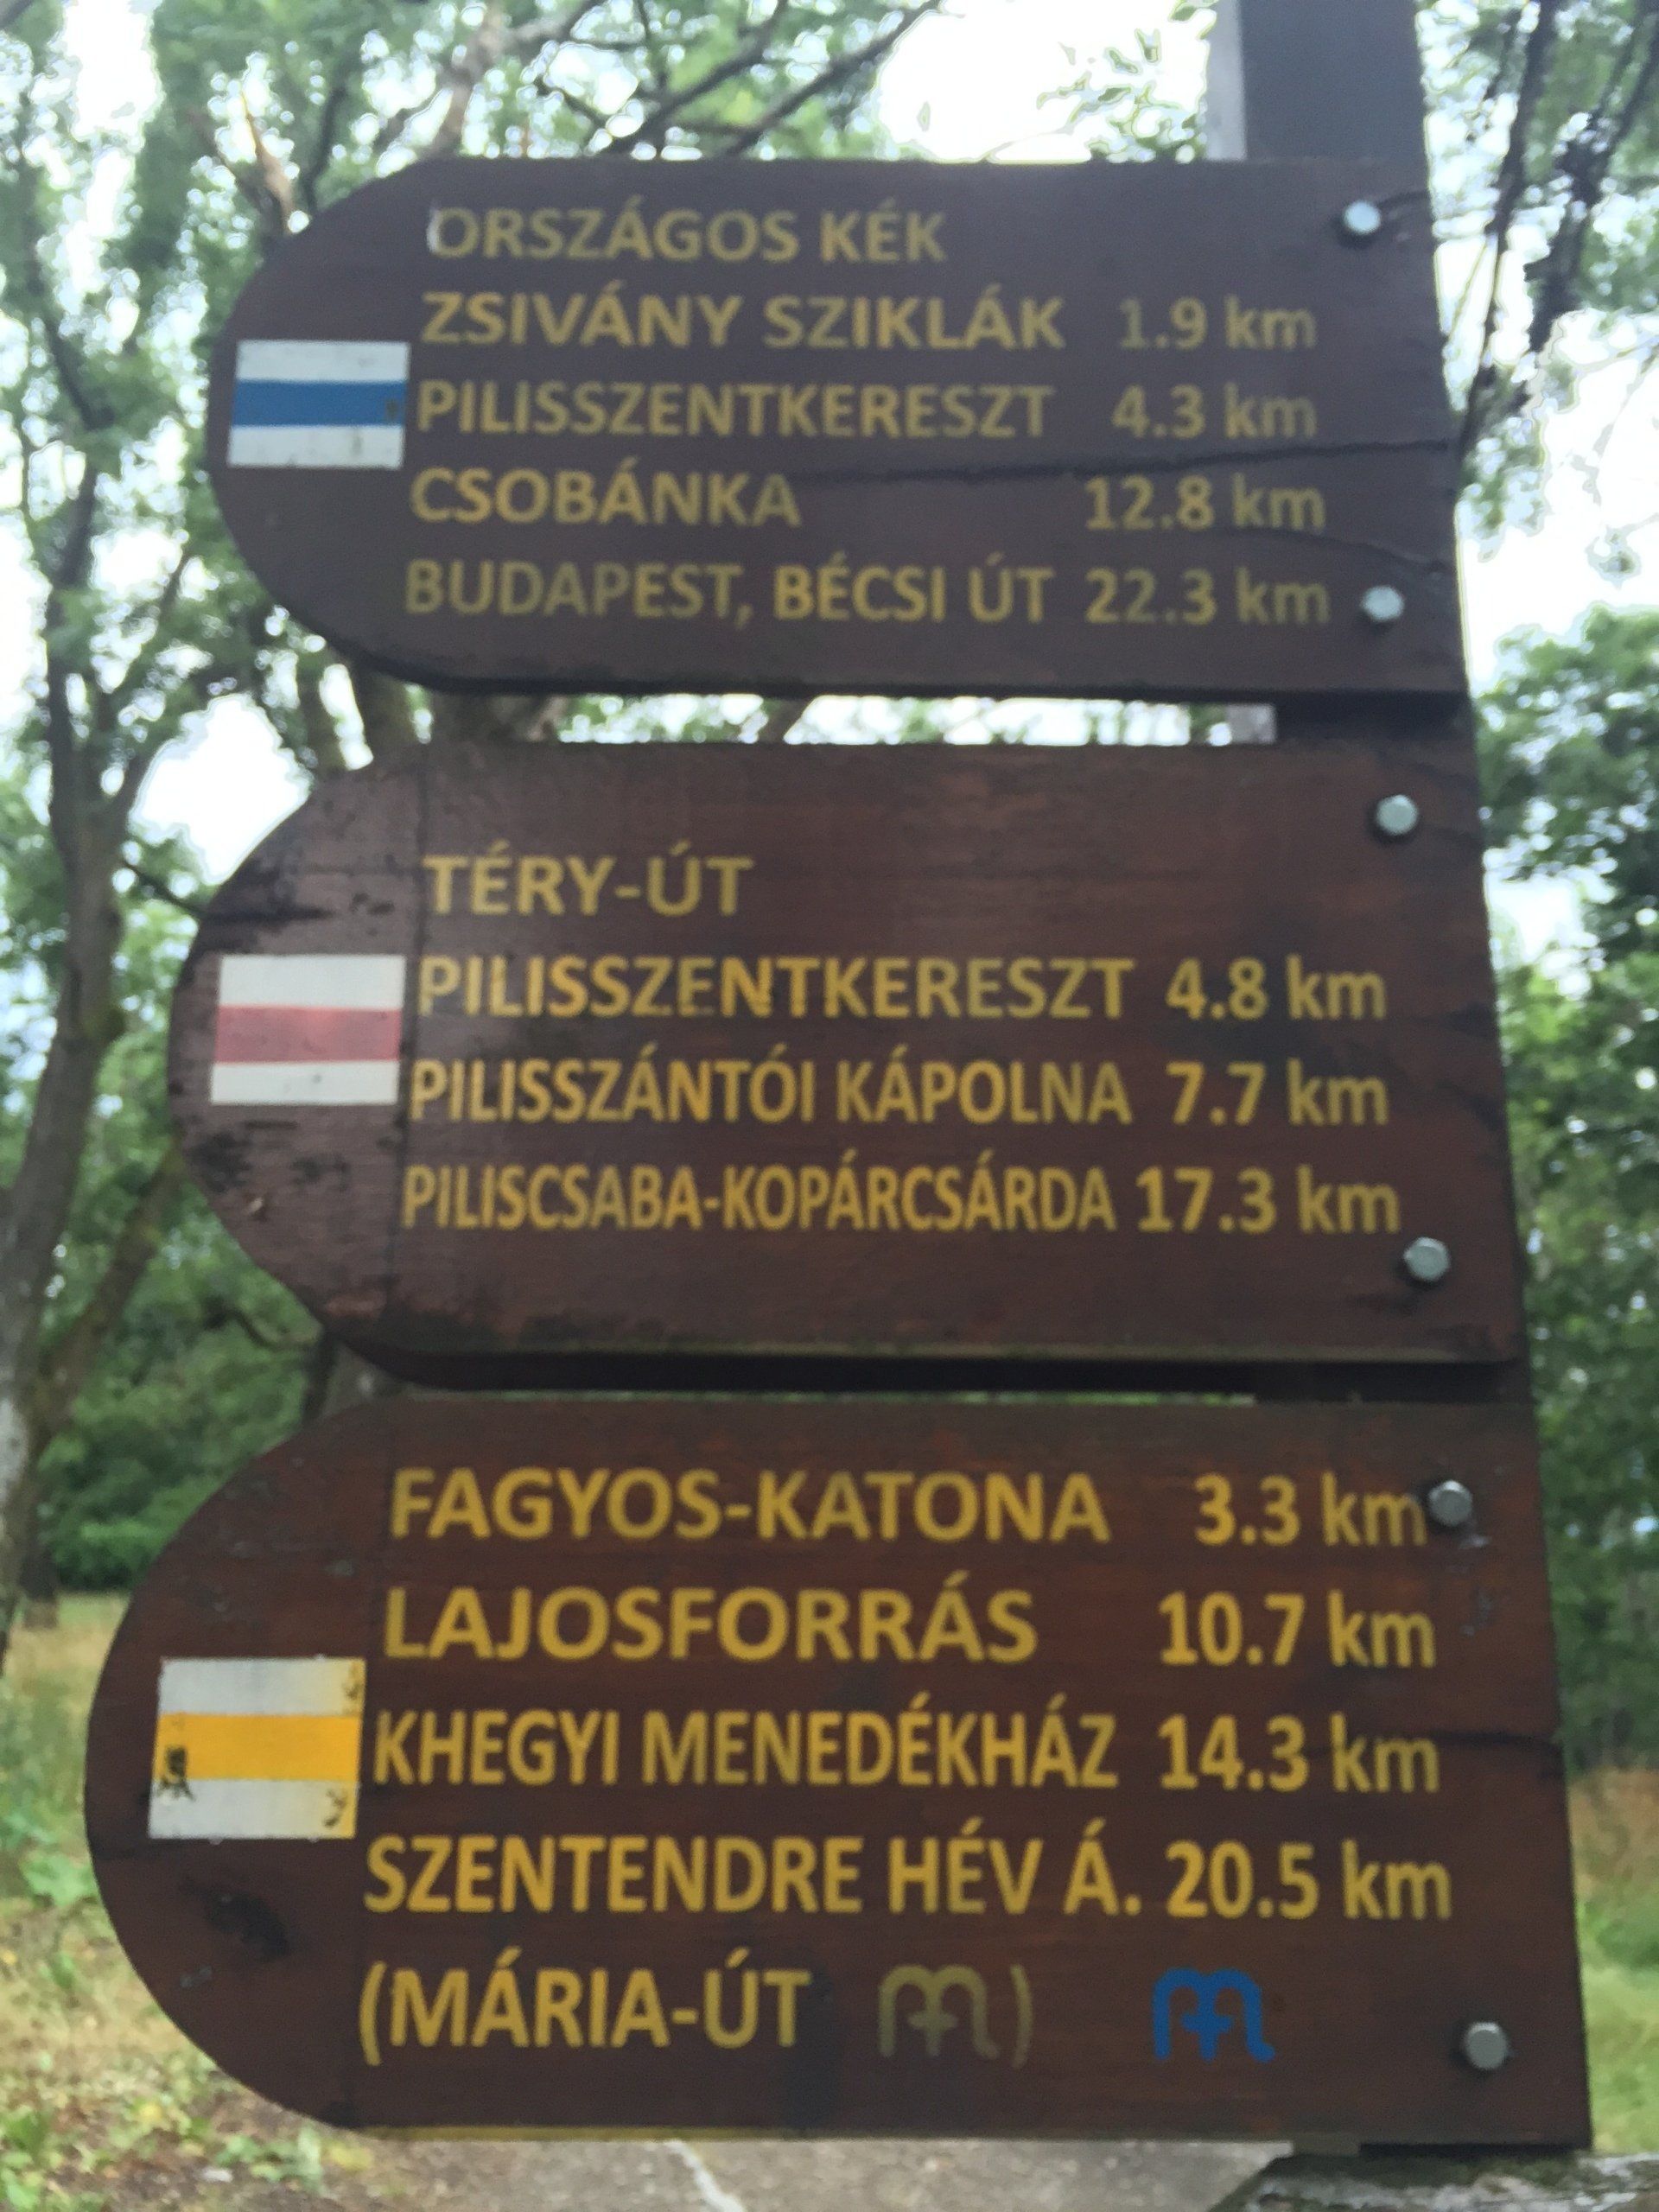 ORSZÁGOS KÉK
ZSIVÁNY SZIKLÁK 1.9 km
PILISSZENTKERESZT 4.3 km
CSOBÁNKA 12.8 km
BUDAPEST, BÉCSI ÚT 22.3 km
TÉRY-ÚT
PILISSZENTKERESZT 4.8 km
PILISSZÁNTÓI KÁPOLNA 7.7 km
PILISCSABA-KOPÁRCSÁRDA 17.3 km
FAGYOS-KATONA 3.3 km
LAJOSFORRÁS 10.7 km
KHEGYI MENEDÉKHÁZ 14.3 km
SZENTENDRE HÉV Á. 20.5 km
(MÁRIA-ÚT )